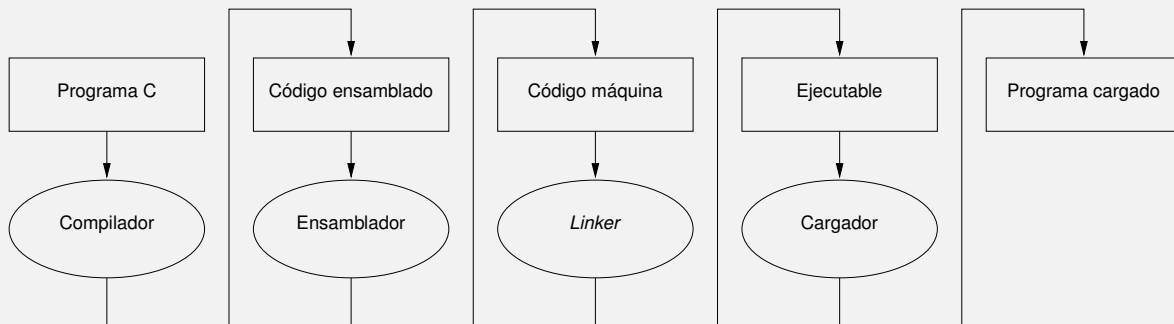 Programa C
Código ensamblado
Código máquina
Ejecutable
Programa cargado
Compilador
Ensamblador
Linker
Cargador